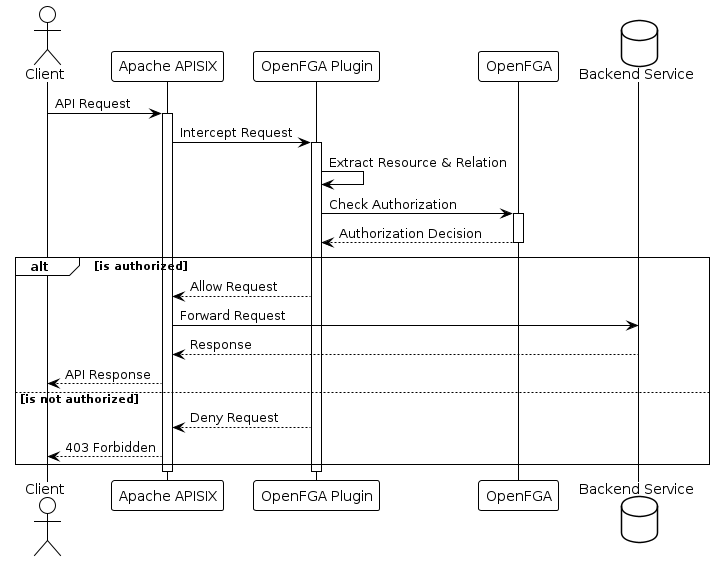 Client
Apache APISIX
OpenFGA Plugin
OpenFGA
Backend Service
API Request
Intercept Request
Extract Resource & Relation
Check Authorization
Authorization Decision
alt
[is authorized]
Allow Request
Forward Request
Response
API Response
[is not authorized]
Deny Request
403 Forbidden
Client
Apache APISIX
OpenFGA Plugin
OpenFGA
Backend Service